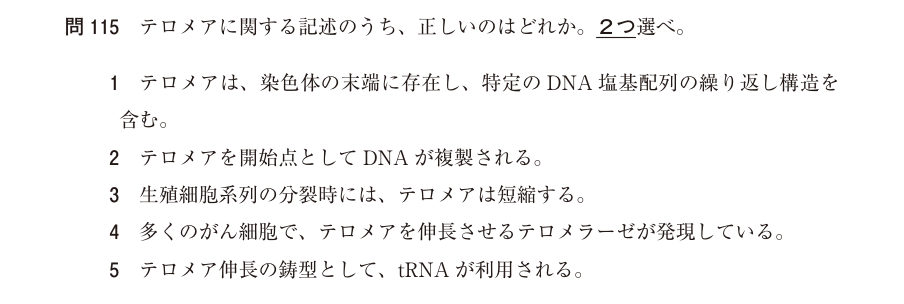 問 115　テロメアに関する記述のうち、正しいのはどれか。２つ選べ。
1　テロメアは、染色体の末端に存在し、特定の DNA 塩基配列の繰り返し構造を
含む。
2　テロメアを開始点として DNA が複製される。
3　生殖細胞系列の分裂時には、テロメアは短縮する。
4　多くのがん細胞で、テロメアを伸長させるテロメラーゼが発現している。
5　テロメア伸長の鋳型として、tRNA が利用される。